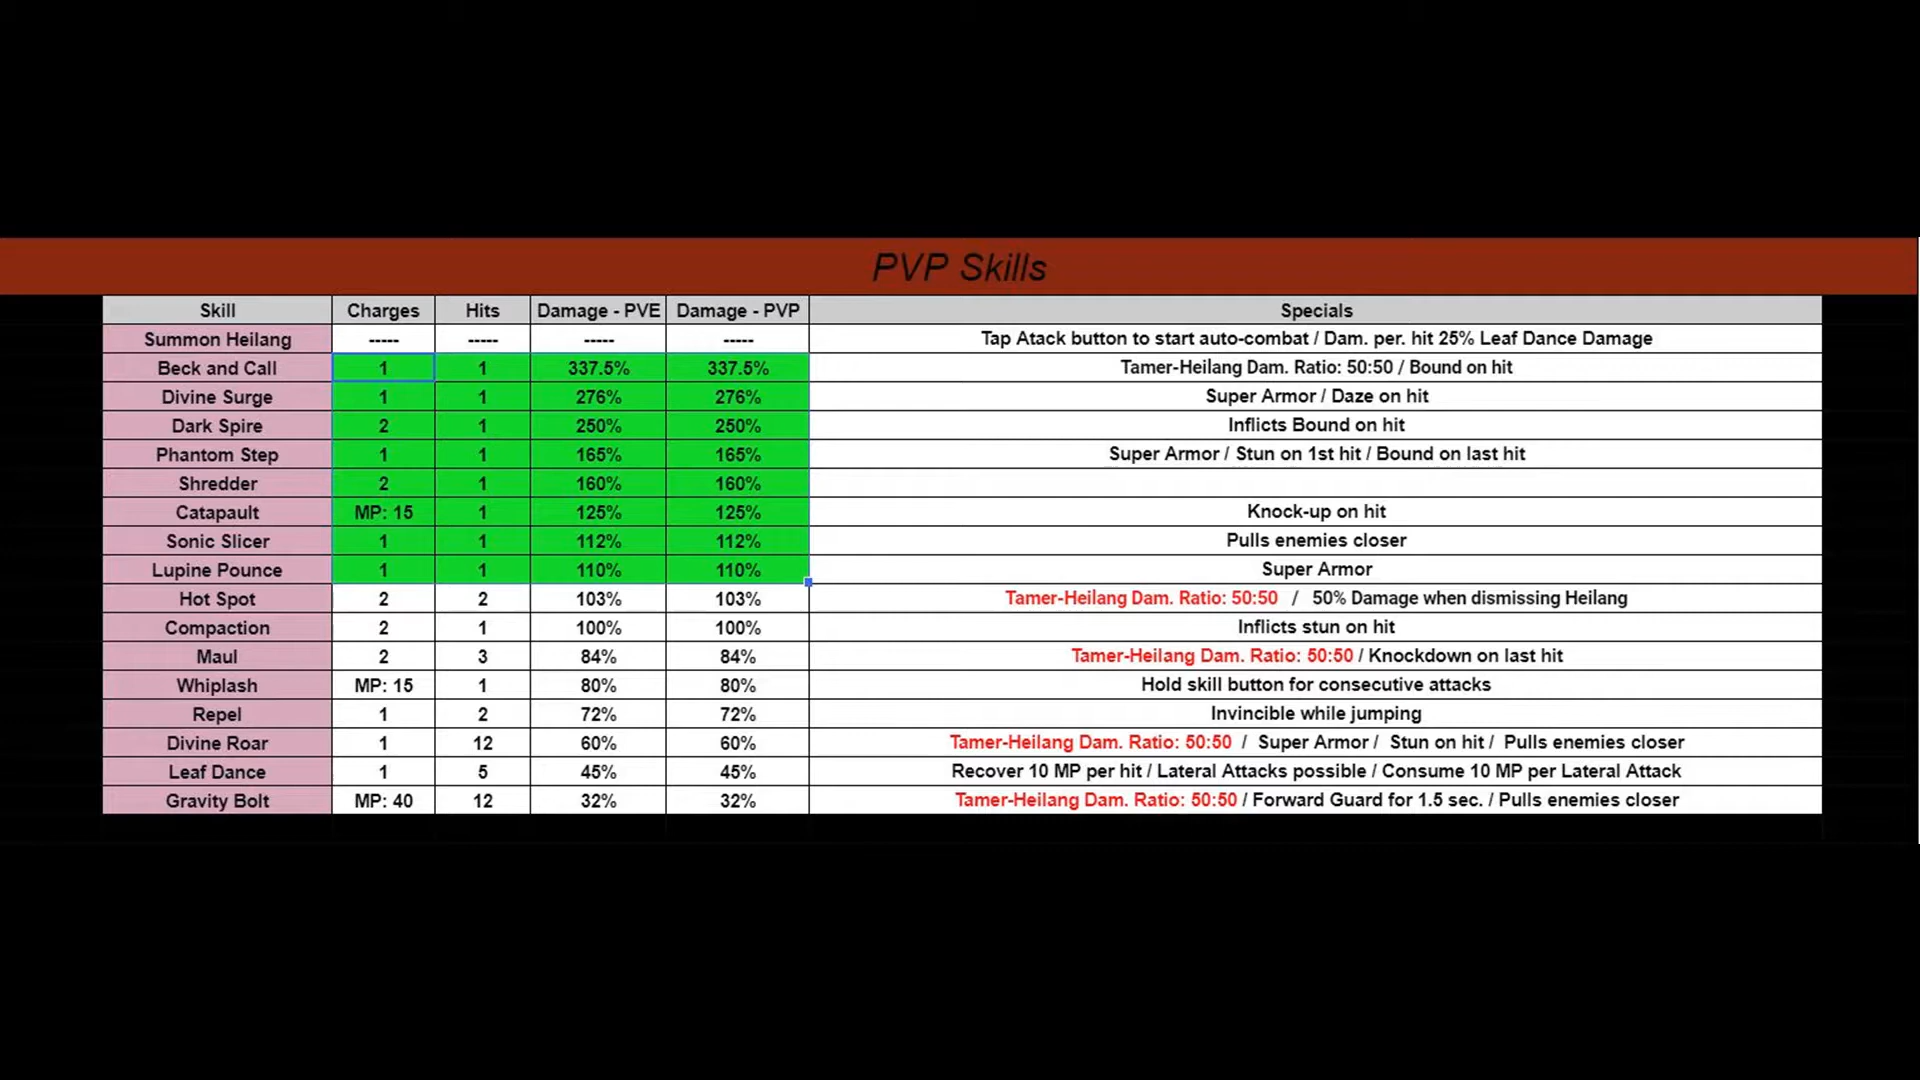 PVP Skills
Skill Charges Hits Damage - PVE Damage - PVP Specials
Summon Heilang ----- ----- ----- ----- Tap Atack button to start auto-combat / Dam. per. hit 25% Leaf Dance Damage
Beck and Call 1 1 337.5% 337.5% Tamer-Heilang Dam. Ratio: 50:50 / Bound on hit
Divine Surge 1 1 276% 276% Super Armor / Daze on hit
Dark Spire 2 1 250% 250% Inflicts Bound on hit
Phantom Step 1 1 165% 165% Super Armor / Stun on 1st hit / Bound on last hit
Shredder 2 1 160% 160%
Catapault MP: 15 1 125% 125% Knock-up on hit
Sonic Slicer 1 1 112% 112% Pulls enemies closer
Lupine Pounce 1 1 110% 110% Super Armor
Hot Spot 2 2 103% 103% Tamer-Heilang Dam. Ratio: 50:50 / 50% Damage when dismissing Heilang
Compaction 2 1 100% 100% Inflicts stun on hit
Maul 2 3 84% 84% Tamer-Heilang Dam. Ratio: 50:50 / Knockdown on last hit
Whiplash MP: 15 1 80% 80% Hold skill button for consecutive attacks
Repel 1 2 72% 72% Invincible while jumping
Divine Roar 1 12 60% 60% Tamer-Heilang Dam. Ratio: 50:50 / Super Armor / Stun on hit / Pulls enemies closer
Leaf Dance 1 5 45% 45% Recover 10 MP per hit / Lateral Attacks possible / Consume 10 MP per Lateral Attack
Gravity Bolt MP: 40 12 32% 32% Tamer-Heilang Dam. Ratio: 50:50 / Forward Guard for 1.5 sec. / Pulls enemies closer